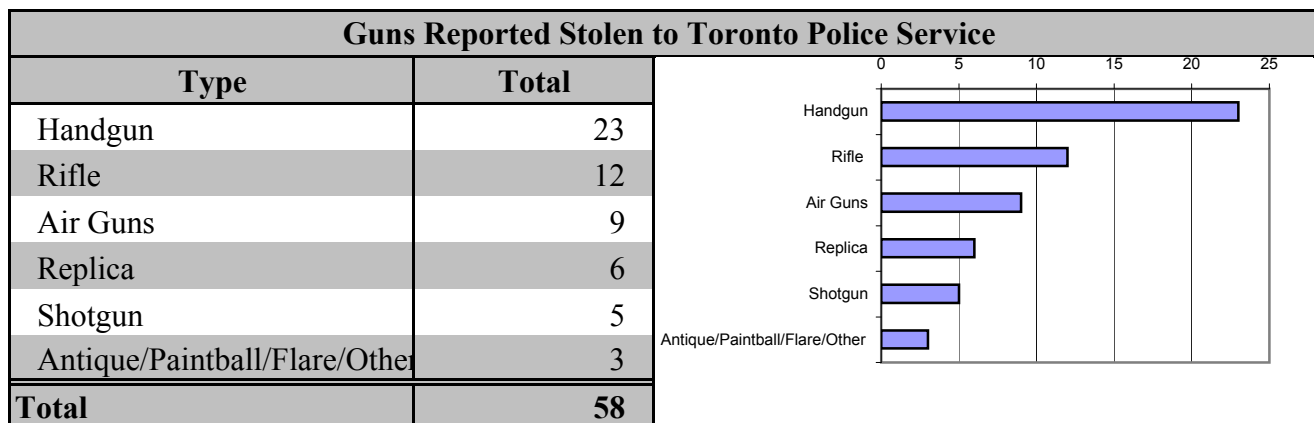 Guns Reported Stolen to Toronto Police Service
Type Total
Handgun 23
Rifle 12
Air Guns 9
Replica 6
Shotgun 5
Antique/Paintball/Flare/Other 3
Total 58
0 5 10 15 20 25
Handgun
Rifle
Air Guns
Replica
Shotgun
Antique/Paintball/Flare/Other